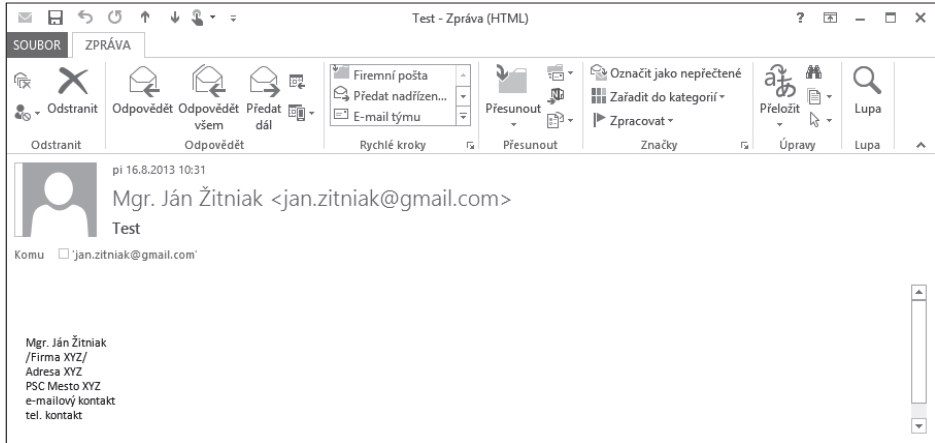 Test - Zpráva (HTML)
?
SOUBOR ZPRÁVA
Odstranit
Odpovědět Odpovědět všem Předat dál
Firemní pošta
Předat nadřízen...
E-mail týmu
Přesunout
Označit jako nepřečtené
Zařadit do kategorií
Zpracovat
Přeložit
Lupa
Odstranit Odpovědět Rychlé kroky Přesunout Značky Úpravy Lupa
pi 16.8.2013 10:31
Mgr. Ján Žitniak <jan.zitniak@gmail.com>
Test
Komu 'jan.zitniak@gmail.com'
Mgr. Ján Žitniak
/Firma XYZ/
Adresa XYZ
PSC Mesto XYZ
e-mailový kontakt
tel. kontakt